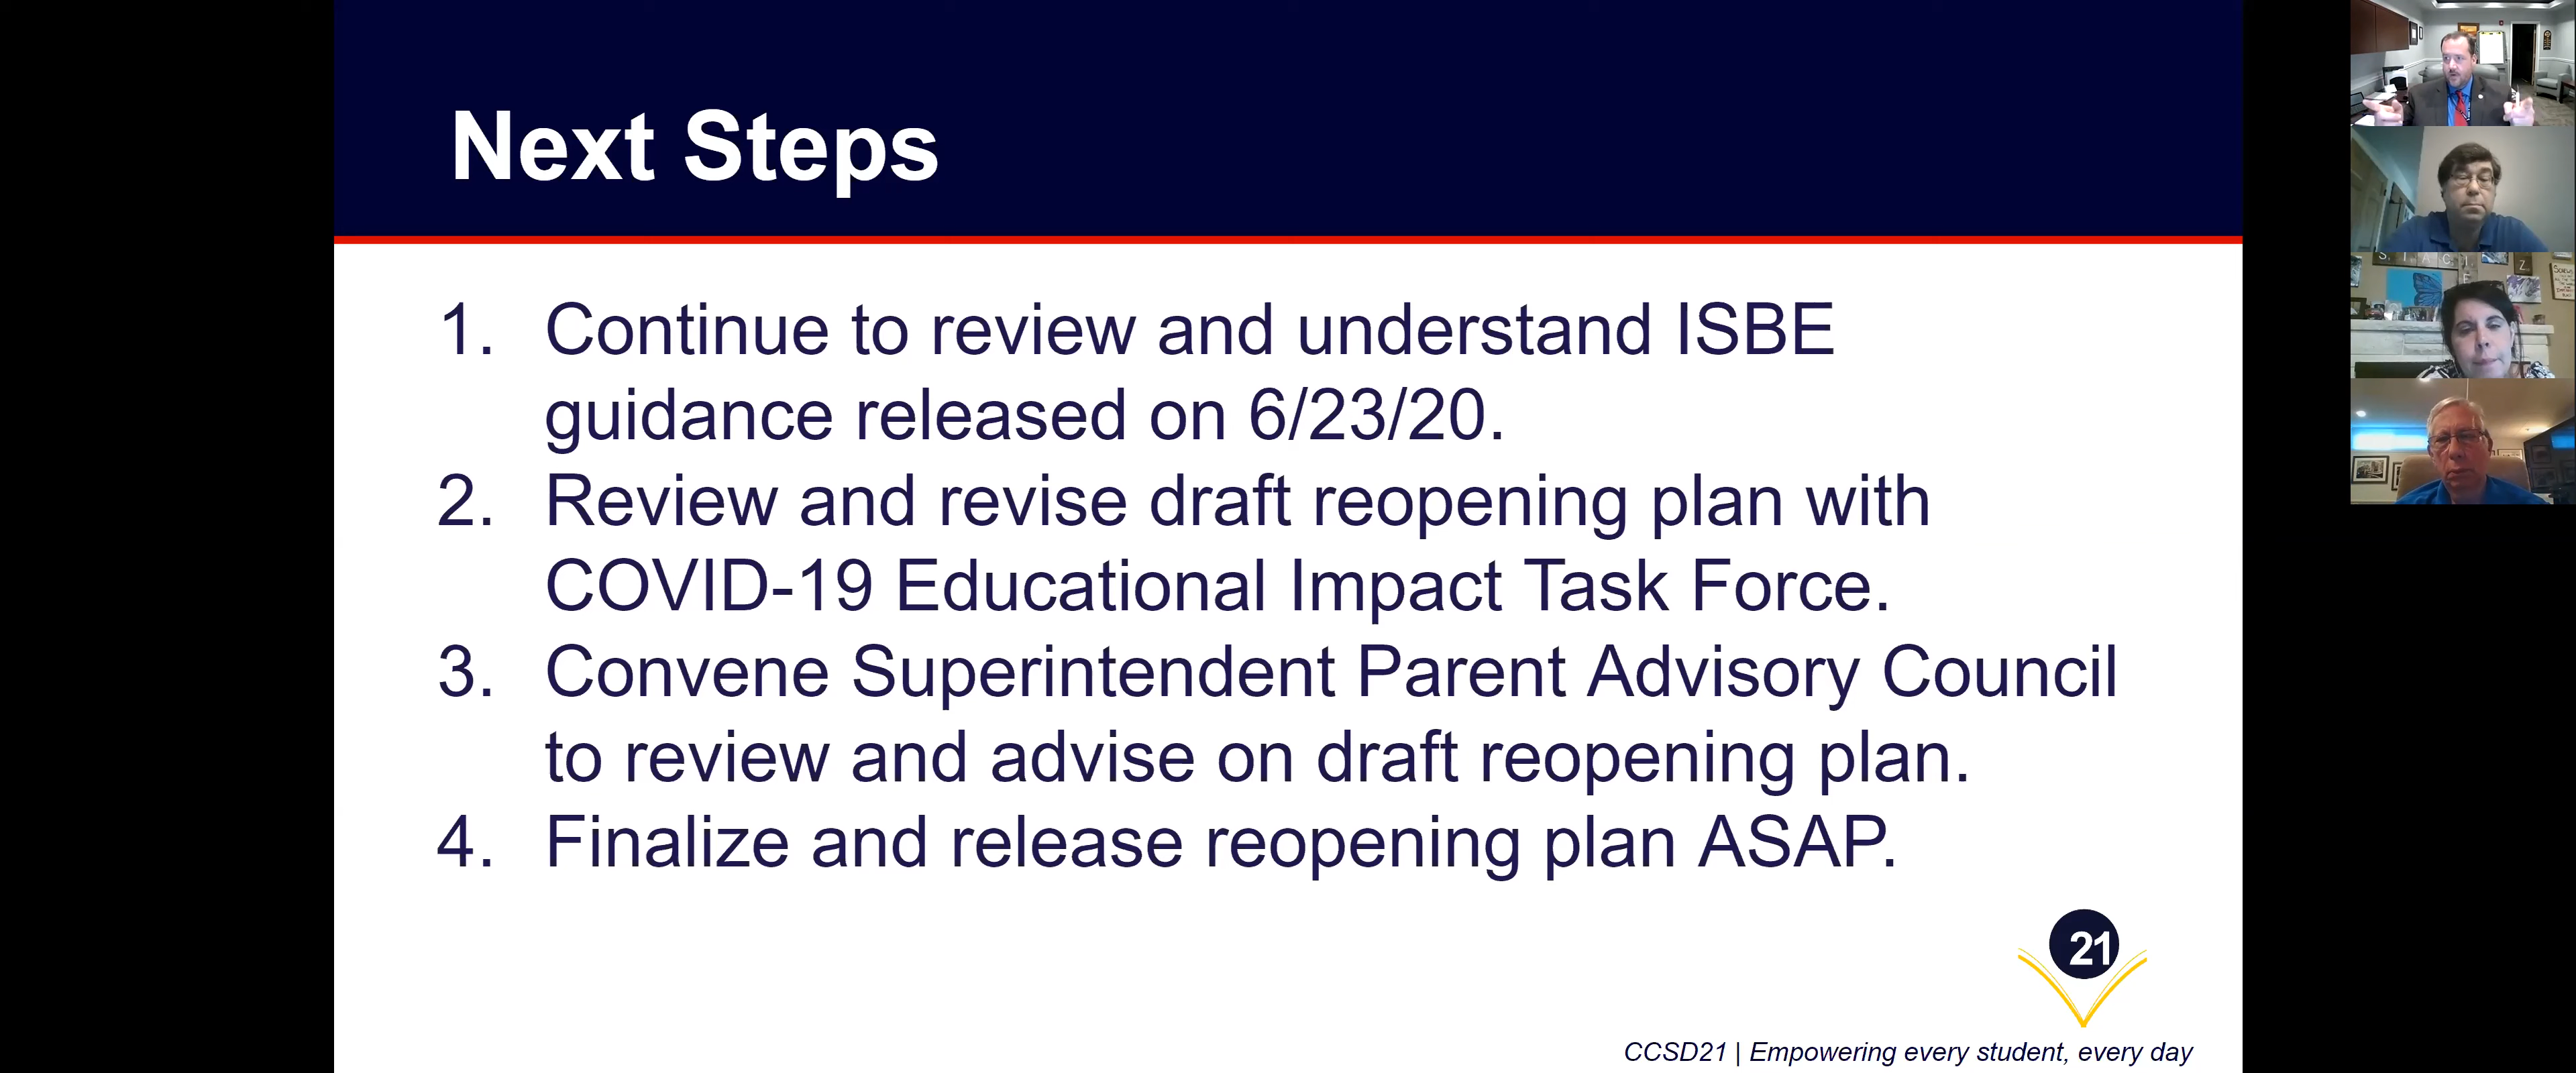 Next Steps
1. Continue to review and understand ISBE
guidance released on 6/23/20.
2. Review and revise draft reopening plan with
COVID-19 Educational Impact Task Force.
3. Convene Superintendent Parent Advisory Council
to review and advise on draft reopening plan.
4. Finalize and release reopening plan ASAP.
21
CCSD21 | Empowering every student, every day
S T A C I E
Z